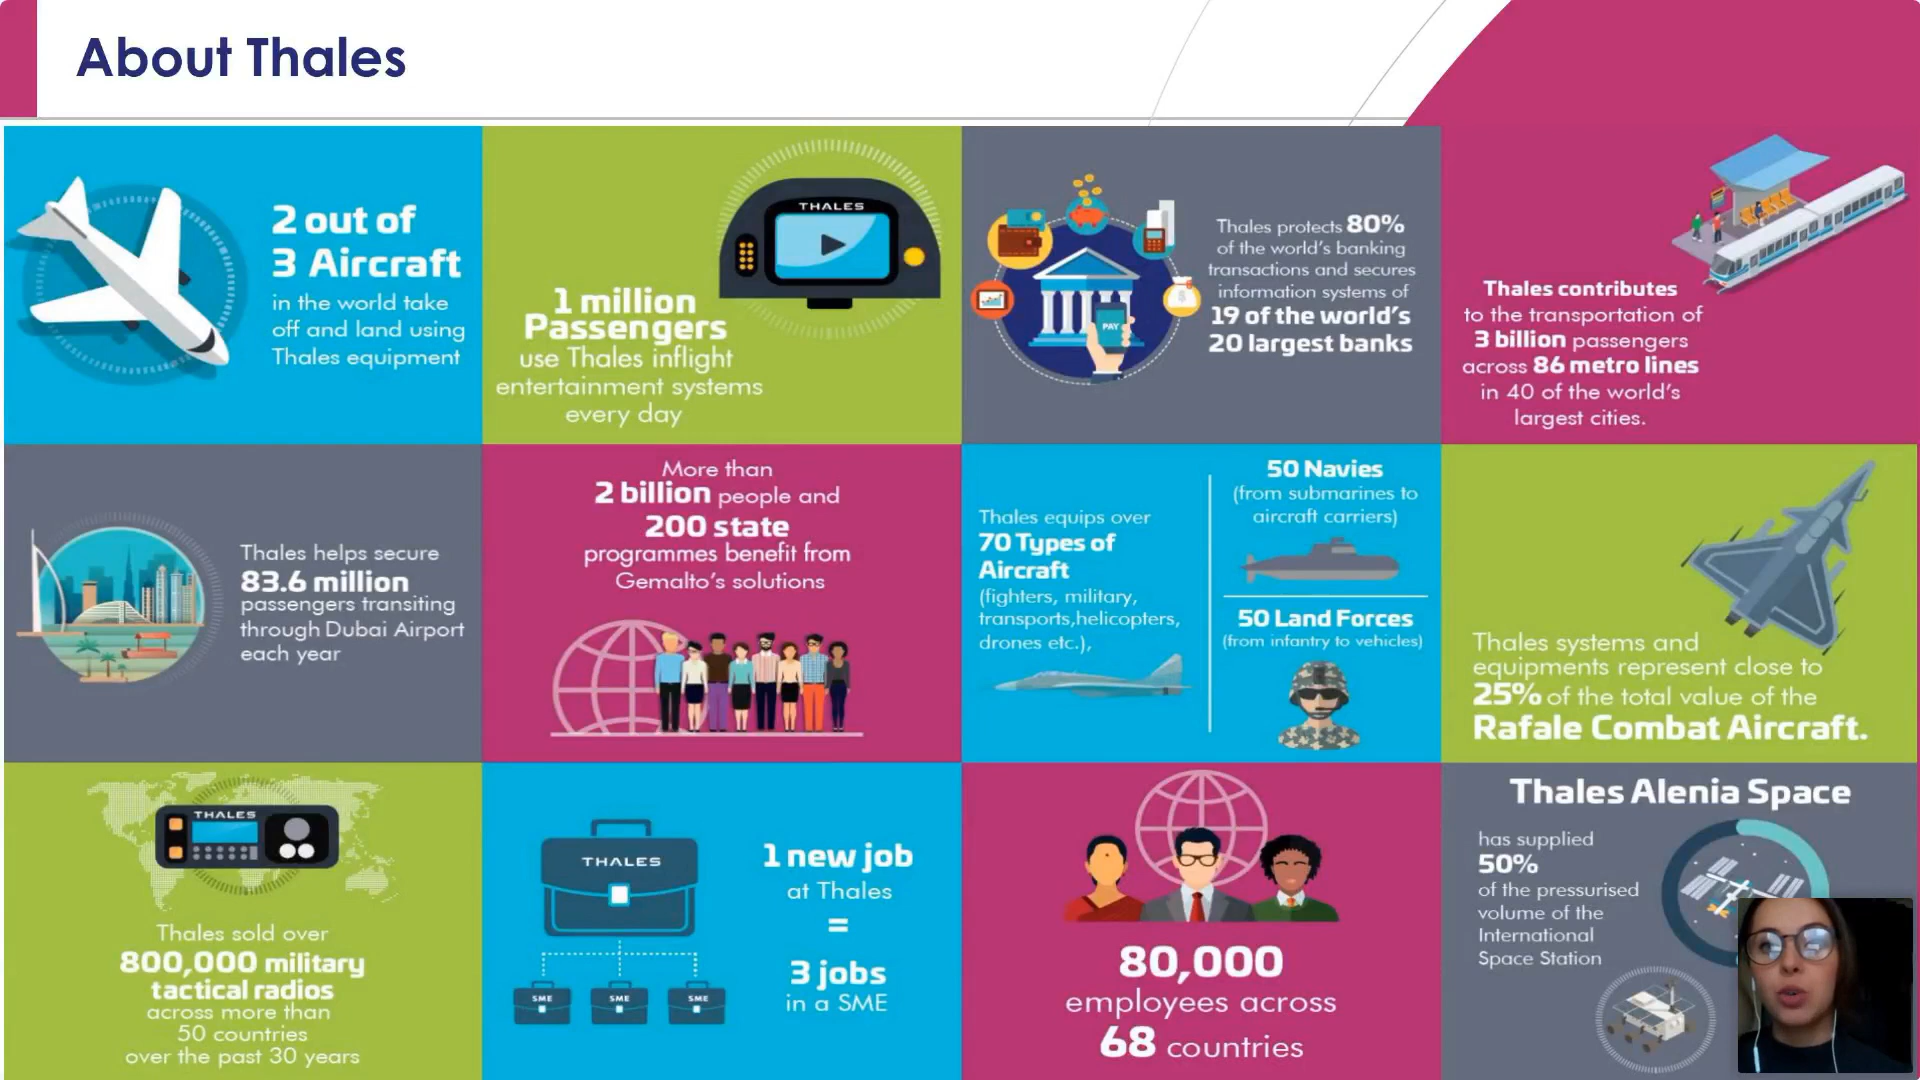 About Thales
2 out of
3 Aircraft
in the world take
off and land using
Thales equipment
THALES
1 million
Passengers
use Thales inflight
entertainment systems
every day
PAY
Thales protects 80%
of the world's banking
transactions and secures
information systems of
19 of the world's
20 largest banks
Thales contributes
to the transportation of
3 billion passengers
across 86 metro lines
in 40 of the world's
largest cities.
Thales helps secure
83.6 million
passengers transiting
through Dubai Airport
each year
More than
2 billion people and
200 state
programmes benefit from
Gemalto's solutions
Thales equips over
70 Types of
Aircraft
(fighters, military,
transports,helicopters,
drones etc.),
50 Navies
(from submarines to
aircraft carriers)
50 Land Forces
(from infantry to vehicles)
Thales systems and
equipments represent close to
25% of the total value of the
Rafale Combat Aircraft.
THALES
Thales sold over
800,000 military
tactical radios
across more than
50 countries
over the past 30 years
THALES
SME SME SME
1 new job
at Thales
=
3 jobs
in a SME
80,000
employees across
68 countries
Thales Alenia Space
has supplied
50%
of the pressurised
volume of the
International
Space Station